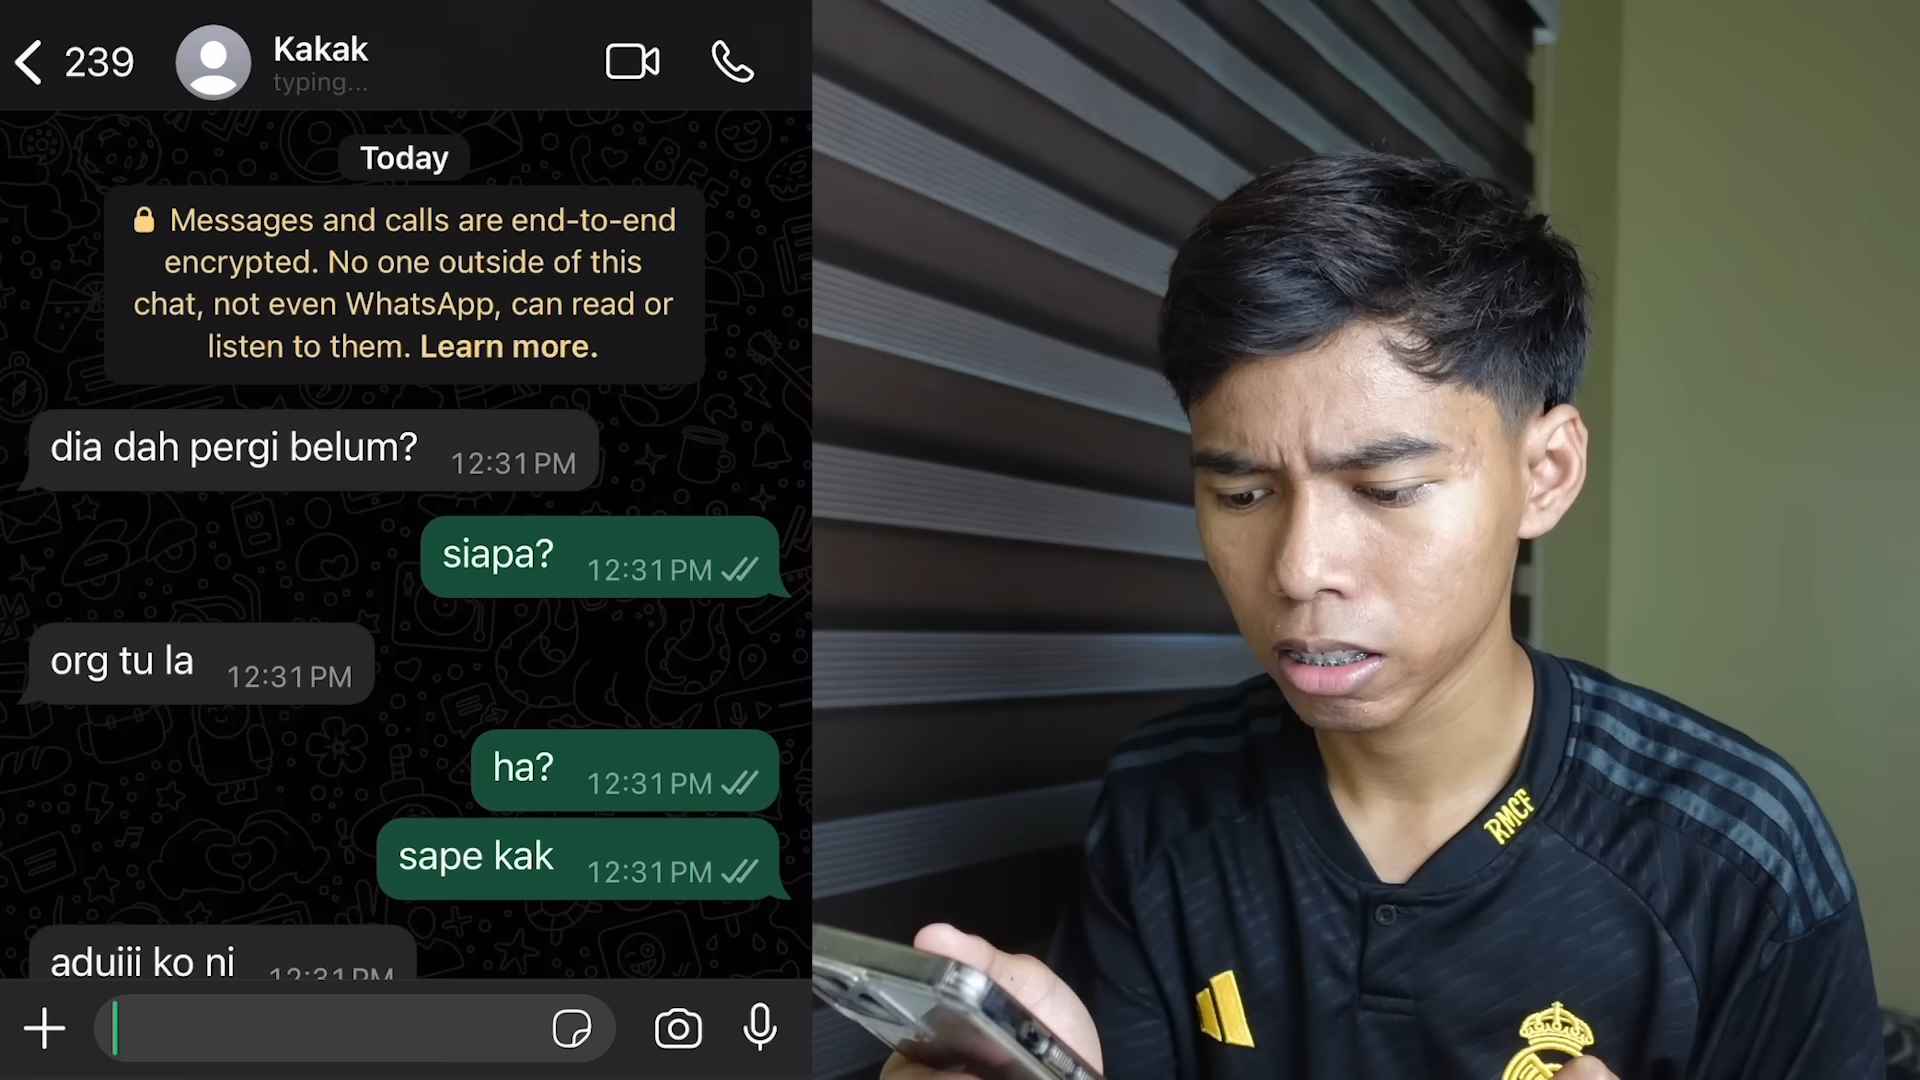 239
Kakak
typing...
Today
Messages and calls are end-to-end
encrypted. No one outside of this
chat, not even WhatsApp, can read or
listen to them. Learn more.
dia dah pergi belum? 12:31 PM
siapa? 12:31 PM
org tu la 12:31 PM
ha? 12:31 PM
sape kak 12:31 PM
aduiii ko ni 12:31 PM
RMCF